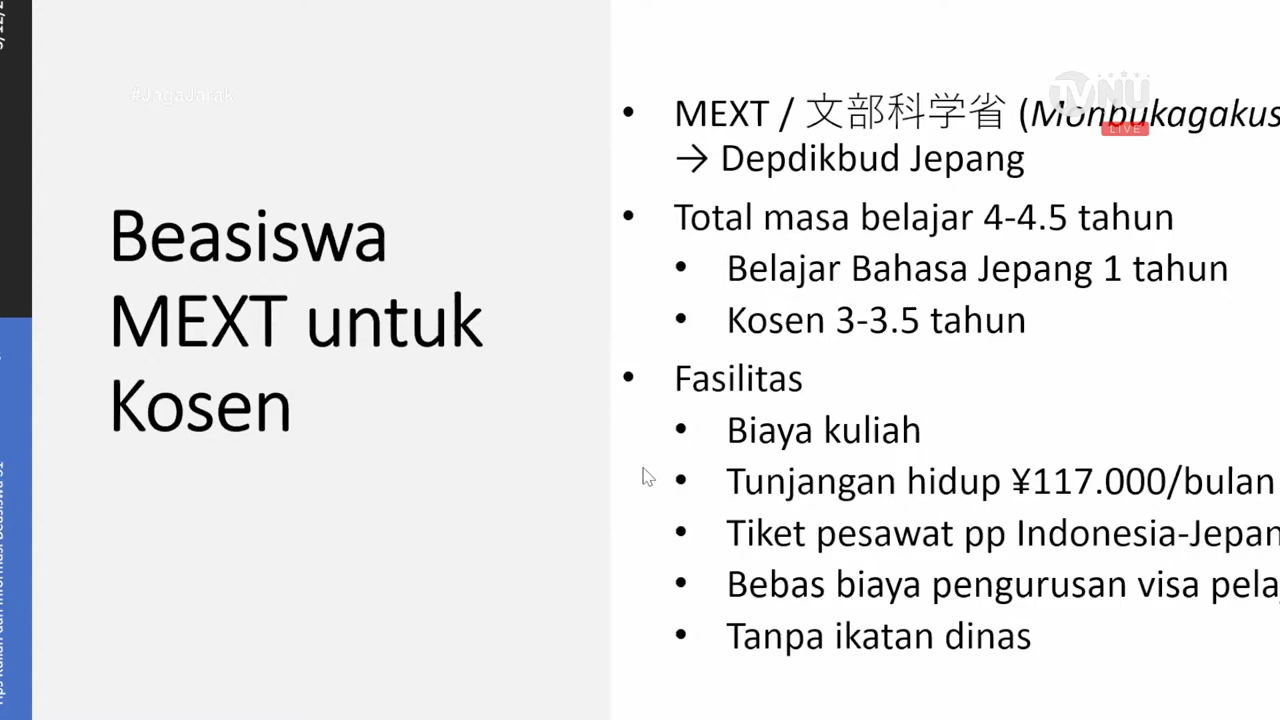 #JagaJarak
TVNU
LIVE
Beasiswa
MEXT untuk
Kosen
• MEXT / 文部科学省 (Monbukagakus
→ Depdikbud Jepang
• Total masa belajar 4-4.5 tahun
• Belajar Bahasa Jepang 1 tahun
• Kosen 3-3.5 tahun
• Fasilitas
• Biaya kuliah
• Tunjangan hidup ¥117.000/bulan
• Tiket pesawat pp Indonesia-Jepan
• Bebas biaya pengurusan visa pela
• Tanpa ikatan dinas